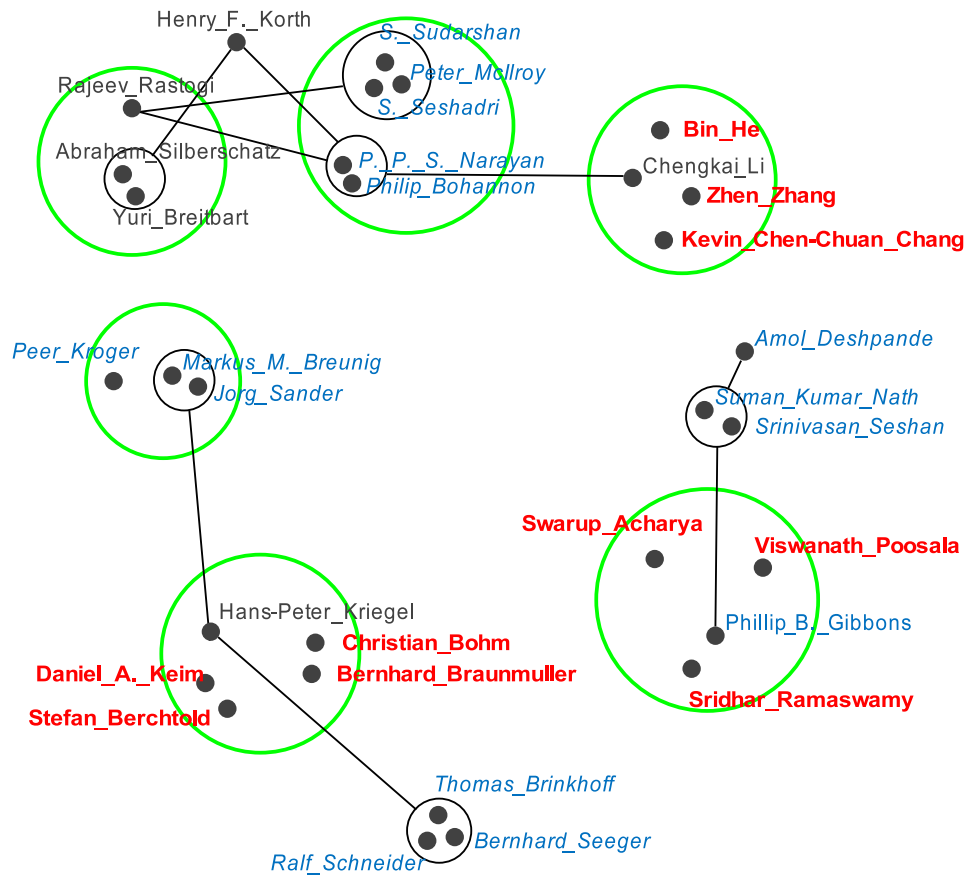 Henry_F._Korth
S._Sudarshan
Rajeev_Rastogi
Peter_McIlroy
S._Seshadri
Bin_He
Abraham_Silberschatz
P._P._S._Narayan
Chengkai_Li
Philip_Bohannon
Zhen_Zhang
Yuri_Breitbart
Kevin_Chen-Chuan_Chang
Peer_Kroger
Markus_M._Breunig
Jorg_Sander
Amol_Deshpande
Suman_Kumar_Nath
Srinivasan_Seshan
Swarup_Acharya
Viswanath_Poosala
Hans-Peter_Kriegel
Phillip_B._Gibbons
Christian_Bohm
Daniel_A._Keim
Bernhard_Braunmuller
Sridhar_Ramaswamy
Stefan_Berchtold
Thomas_Brinkhoff
Bernhard_Seeger
Ralf_Schneider